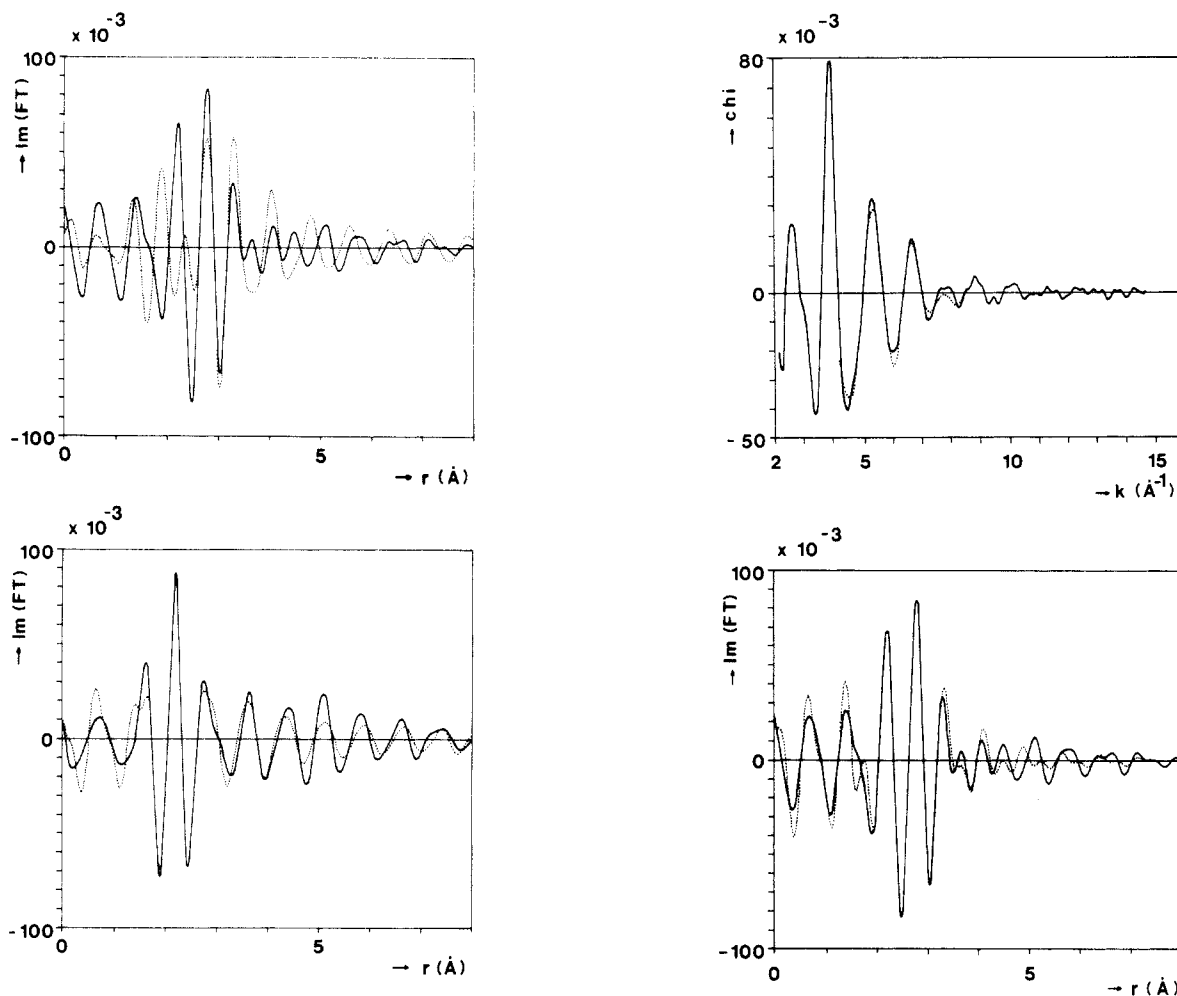 x 10⁻³
100
→ Im (FT)
0
-100
0
5
→ r (Å)
x 10⁻³
80
→ chi
0
-50
2
5
10
15
→ k (Å⁻¹)
x 10⁻³
100
→ Im (FT)
0
-100
0
5
→ r (Å)
x 10⁻³
100
→ Im (FT)
0
-100
0
5
→ r (Å)